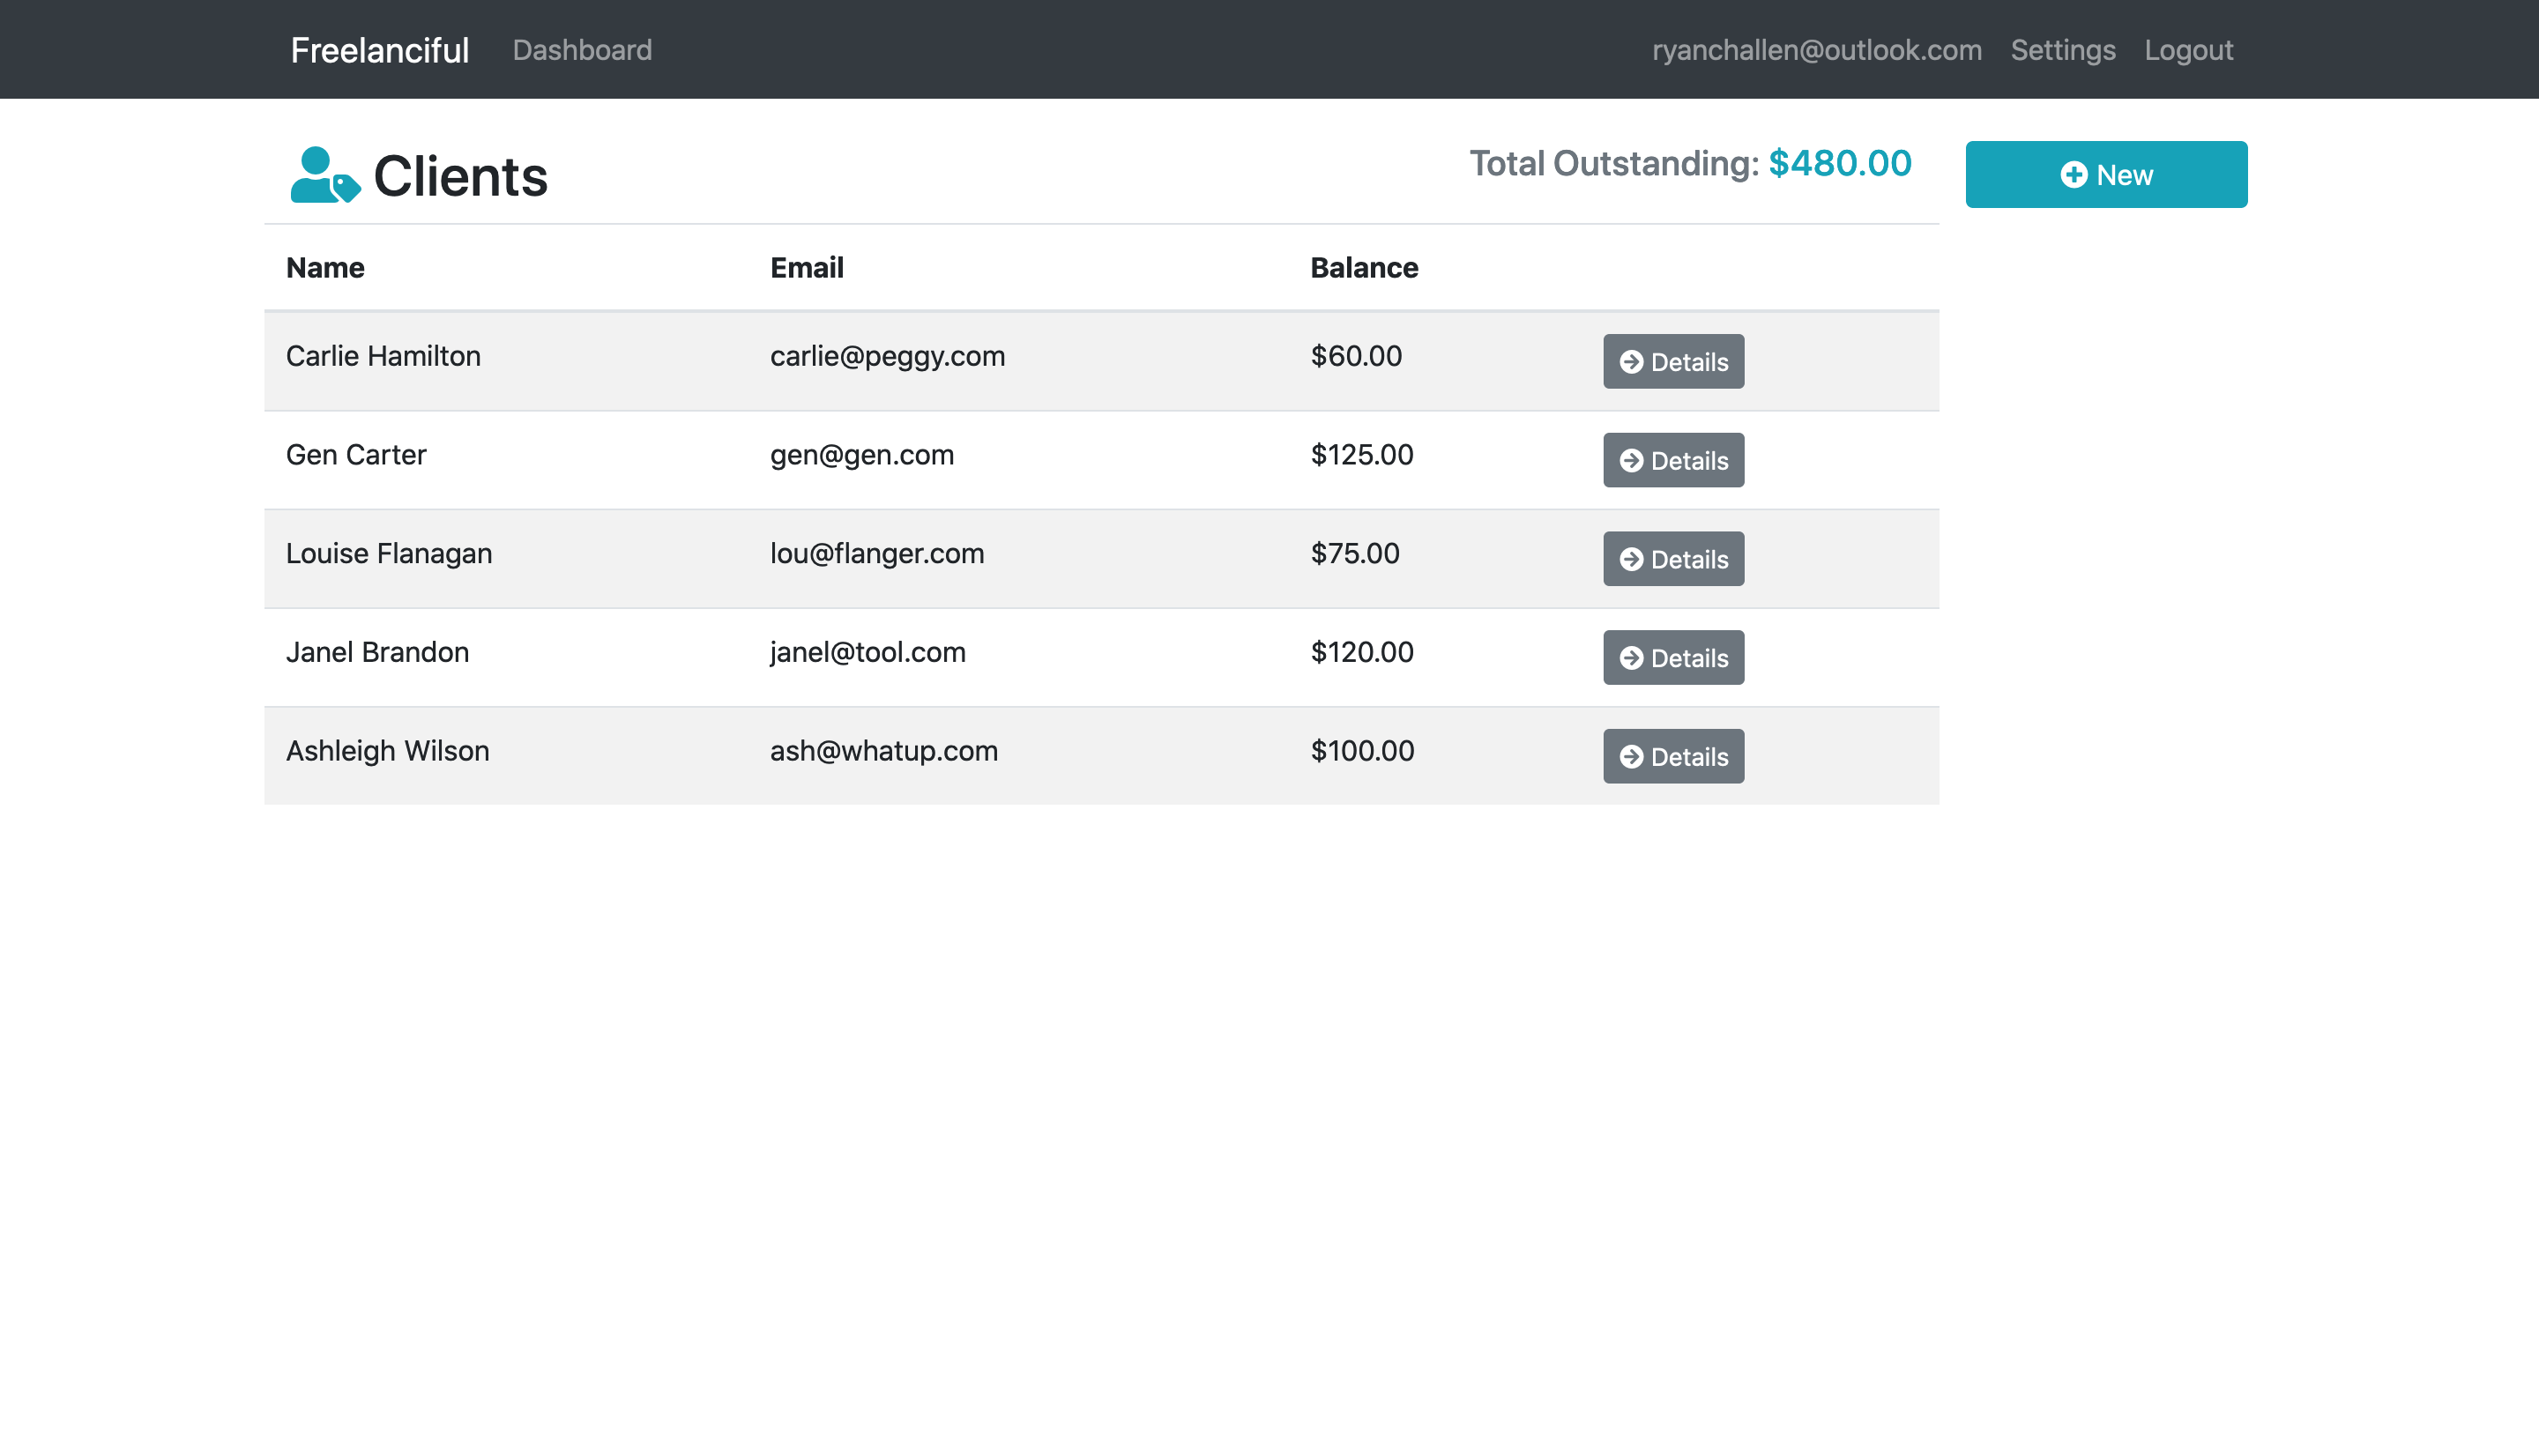 Freelanciful Dashboard ryanchallen@outlook.com Settings Logout
Clients Total Outstanding: $480.00 New
Name Email Balance
Carlie Hamilton carlie@peggy.com $60.00 Details
Gen Carter gen@gen.com $125.00 Details
Louise Flanagan lou@flanger.com $75.00 Details
Janel Brandon janel@tool.com $120.00 Details
Ashleigh Wilson ash@whatup.com $100.00 Details